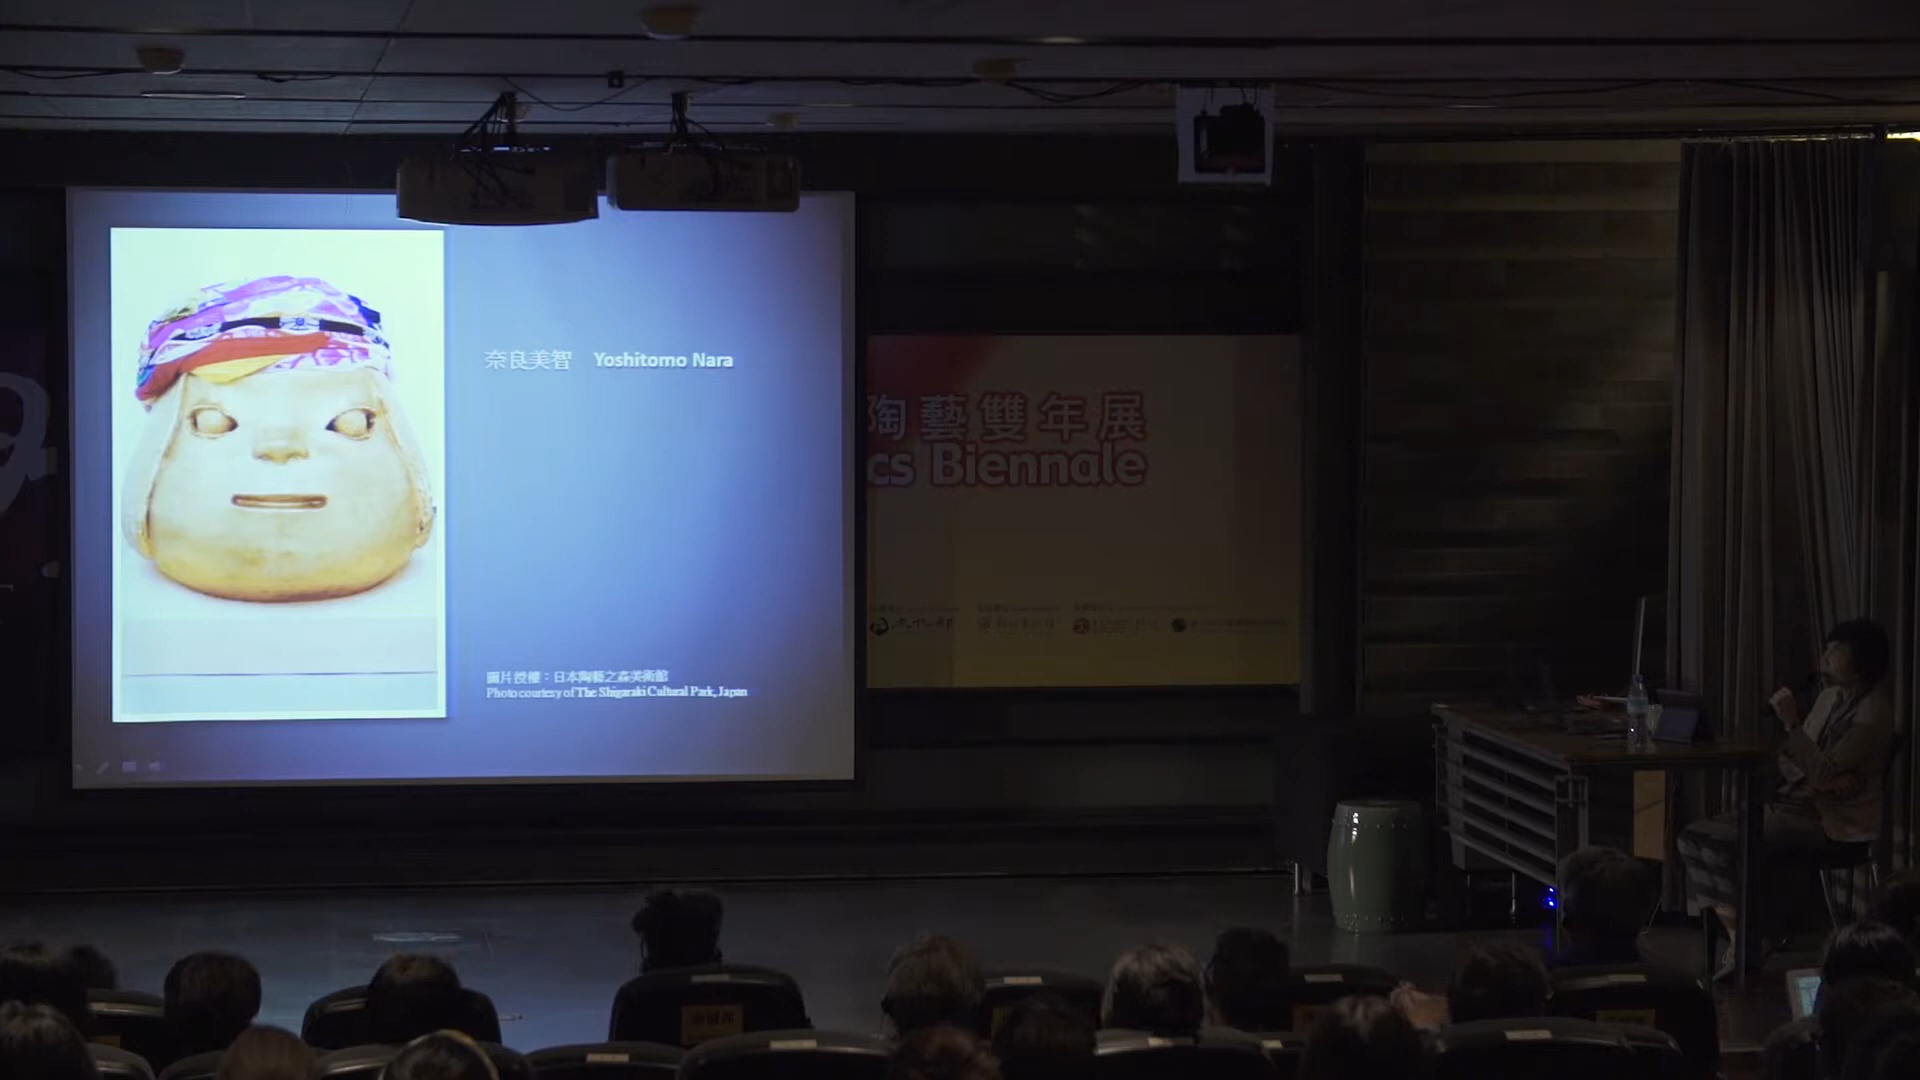 奈良美智 Yoshitomo Nara
圖片授權：日本陶藝之森美術館
Photo courtesy of The Shigaraki Cultural Park, Japan
陶藝雙年展
cs Biennale